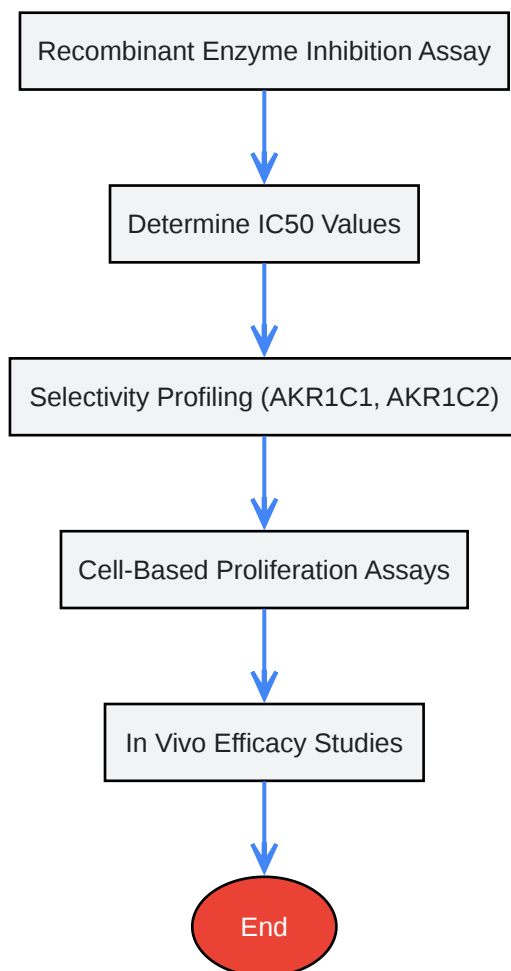 Recombinant Enzyme Inhibition Assay
Determine IC50 Values
Selectivity Profiling (AKR1C1, AKR1C2)
Cell-Based Proliferation Assays
In Vivo Efficacy Studies
End